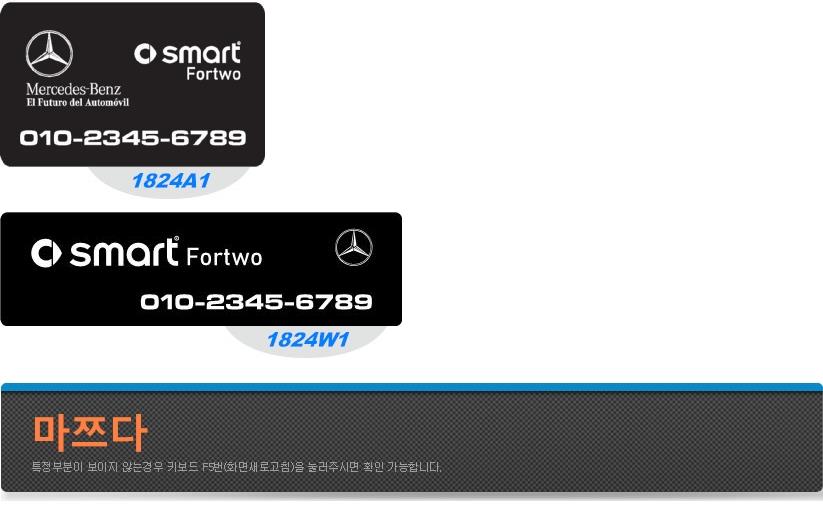 smart
Fortwo
Mercedes-Benz
El Futuro del Automóvil
010-2345-6789
1824A1
smart Fortwo
010-2345-6789
1824W1
마쯔다
특정부분이 보이지 않는경우 키보드 F5번(화면새로고침)을 눌러주시면 확인 가능합니다.